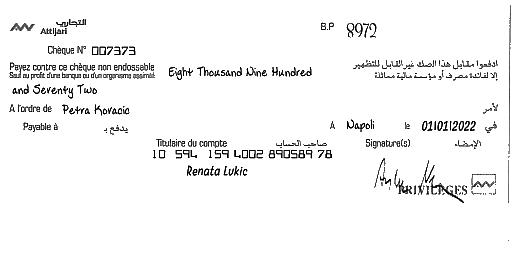 التجاري
Attijari
B.P 8972
Chèque N° 007373
Payez contre ce chèque non endossable
Sauf au profit d'une banque ou d'un organisme assimilé
Eight Thousand Nine Hundred
ادفعوا مقابل هذا الصك غير القابل للتظهير
إلا لفائدة مصرف أو مؤسسة مالية مماثلة
and Seventy Two
A l'ordre de Petra Kovacic
لأمر
Payable à يدفع بـ
A Napoli le 01/01/2022 في
Titulaire du compte صاحب الحساب
Signature(s) الإمضاء
10 594 159 4002 890589 78
Renata Lukic
PRIVILEGES